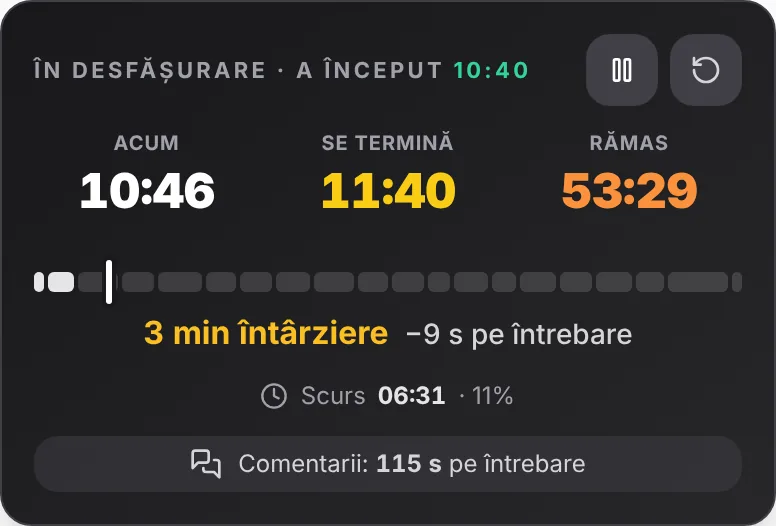 ÎN DESFĂȘURARE · A ÎNCEPUT 10:40
ACUM SE TERMINĂ RĂMAS
10:46 11:40 53:29
3 min întârziere −9 s pe întrebare
Scurs 06:31 · 11%
Comentarii: 115 s pe întrebare